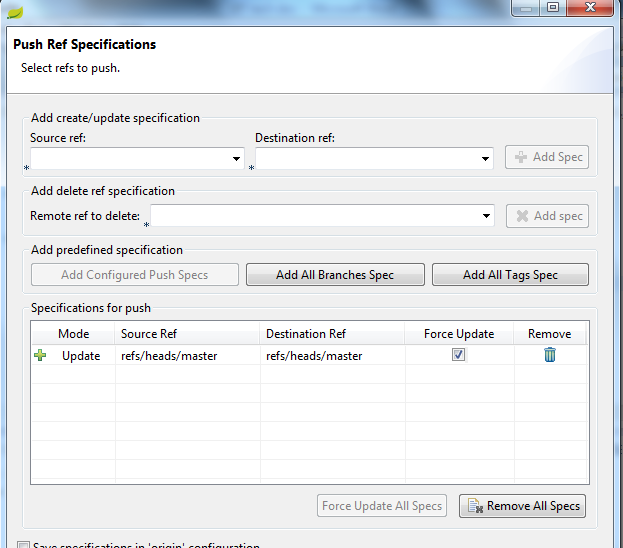 Push Ref Specifications
Select refs to push.
Add create/update specification
Source ref: Destination ref:
* * Add Spec
Add delete ref specification
Remote ref to delete: * Add spec
Add predefined specification
Add Configured Push Specs Add All Branches Spec Add All Tags Spec
Specifications for push
Mode Source Ref Destination Ref Force Update Remove
Update refs/heads/master refs/heads/master
Force Update All Specs Remove All Specs
Save specifications in 'origin' configuration